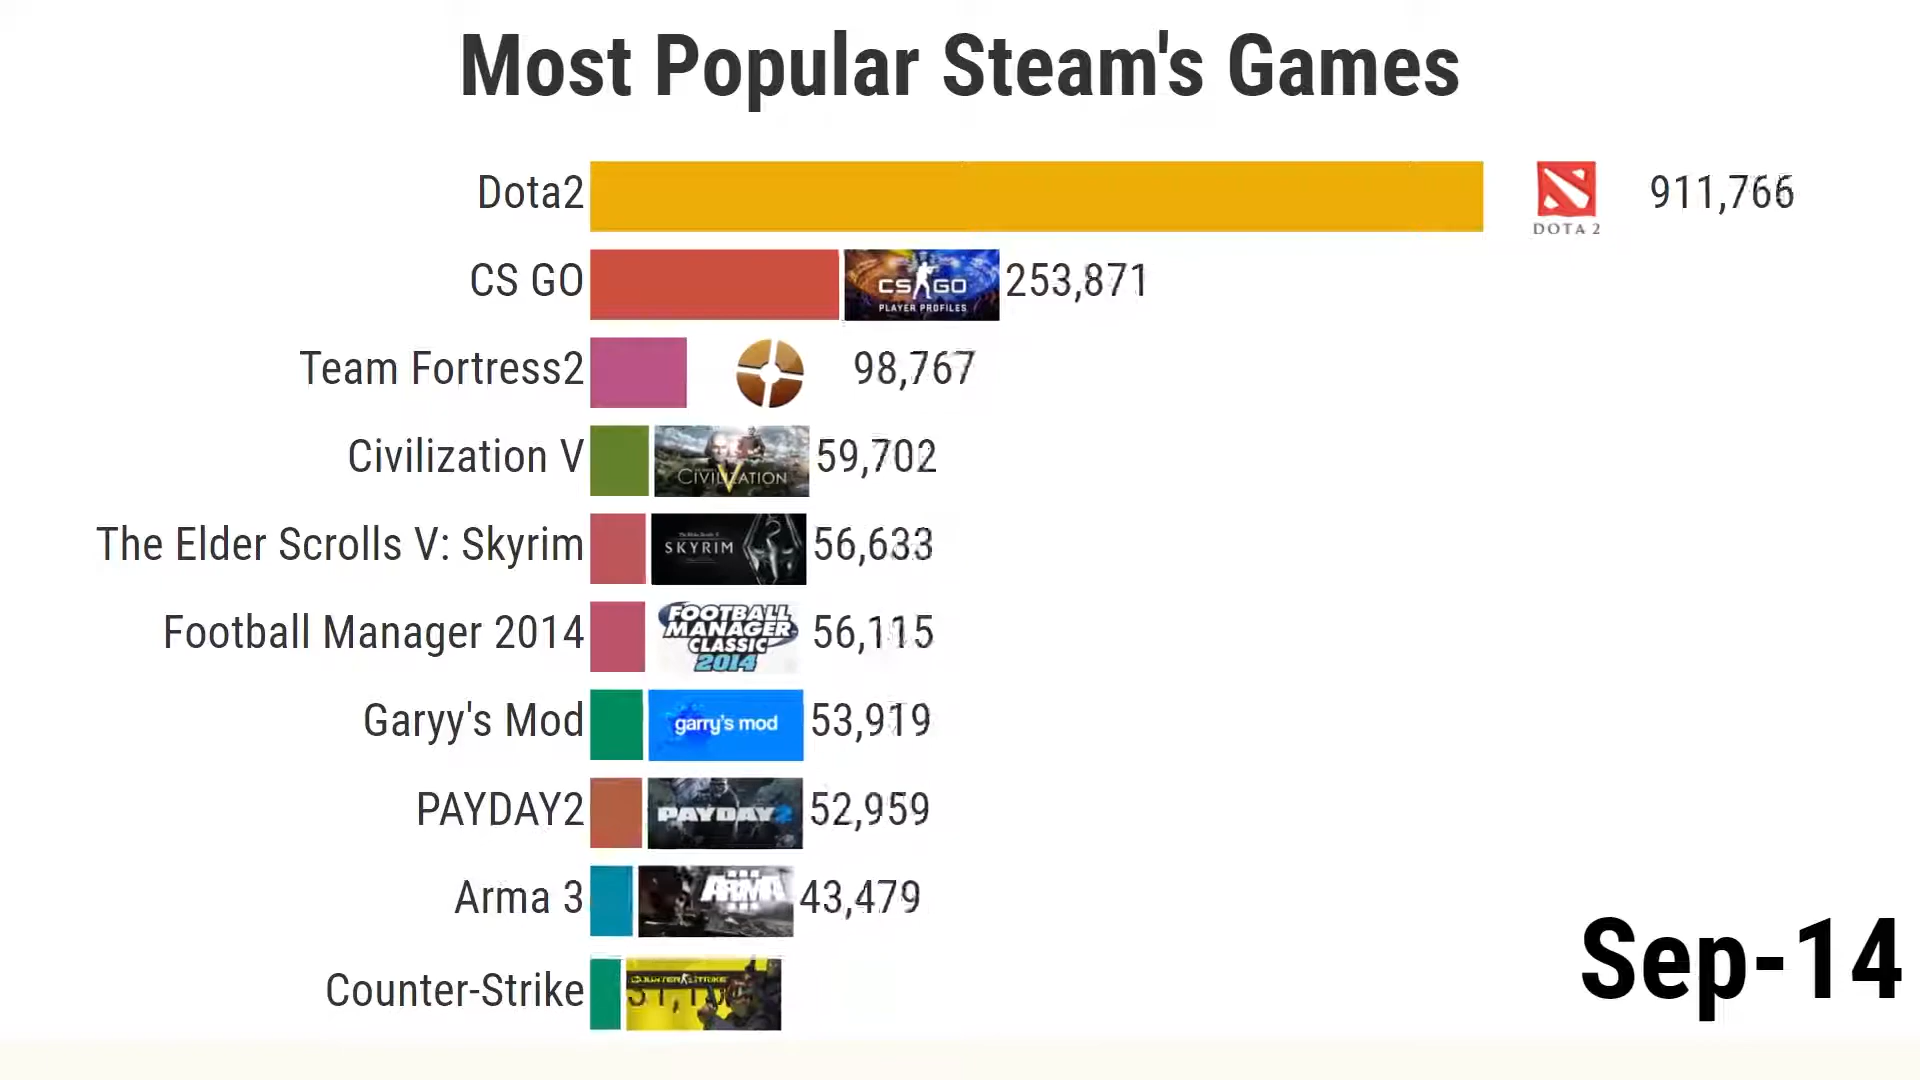 Most Popular Steam's Games
Dota2
DOTA 2
911,766
CS GO
CS GO
PLAYER PROFILES
253,871
Team Fortress2
98,767
Civilization V
CIVILIZATION
V
59,702
The Elder Scrolls V: Skyrim
SKYRIM
56,633
Football Manager 2014
FOOTBALL
MANAGER
CLASSIC
2014
56,115
Garyy's Mod
garry's mod
53,919
PAYDAY2
PAYDAY 2
52,959
Arma 3
ARMA
43,479
Counter-Strike
COUNTER STRIKE
Sep-14